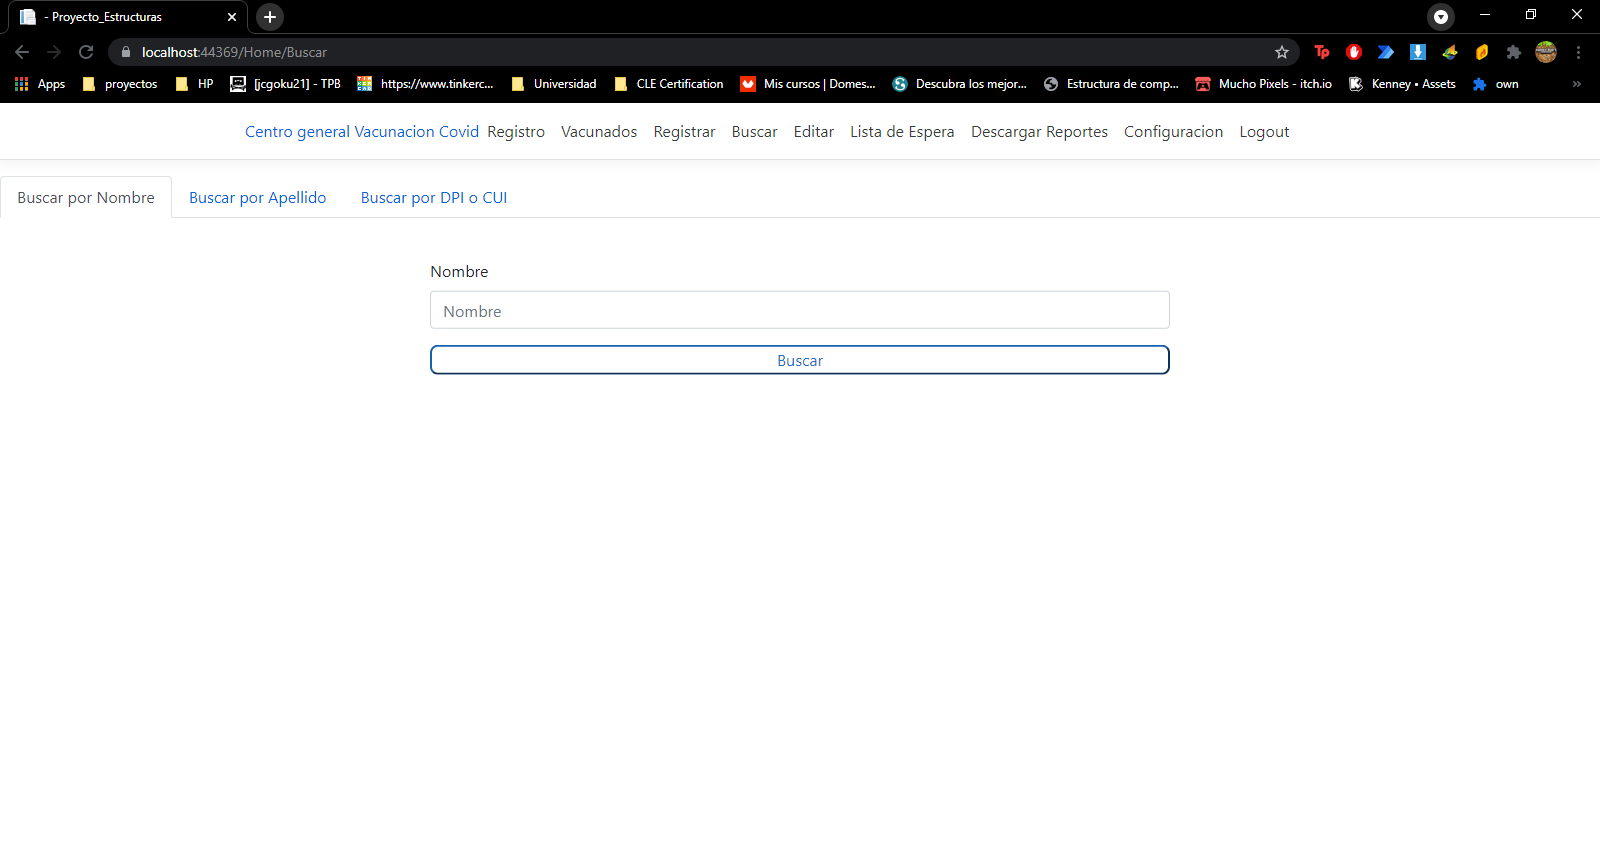 - Proyecto_Estructuras
localhost:44369/Home/Buscar
Apps proyectos HP [jcgoku21] - TPB https://www.tinkerc... Universidad CLE Certification Mis cursos | Domes... Descubra los mejor... Estructura de comp... Mucho Pixels - itch.io Kenney • Assets own »
Centro general Vacunacion Covid Registro Vacunados Registrar Buscar Editar Lista de Espera Descargar Reportes Configuracion Logout
Buscar por Nombre Buscar por Apellido Buscar por DPI o CUI
Nombre
Nombre
Buscar